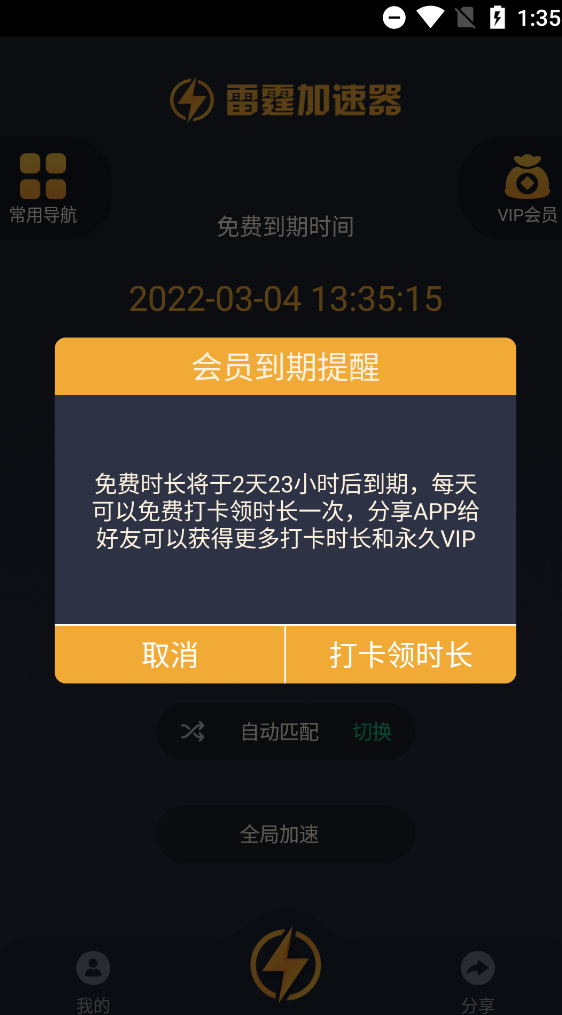 1:35
雷霆加速器
常用导航
VIP会员
免费到期时间
2022-03-04 13:35:15
会员到期提醒
免费时长将于2天23小时后到期，每天
可以免费打卡领时长一次，分享APP给
好友可以获得更多打卡时长和永久VIP
取消
打卡领时长
自动匹配
切换
全局加速
我的
分享